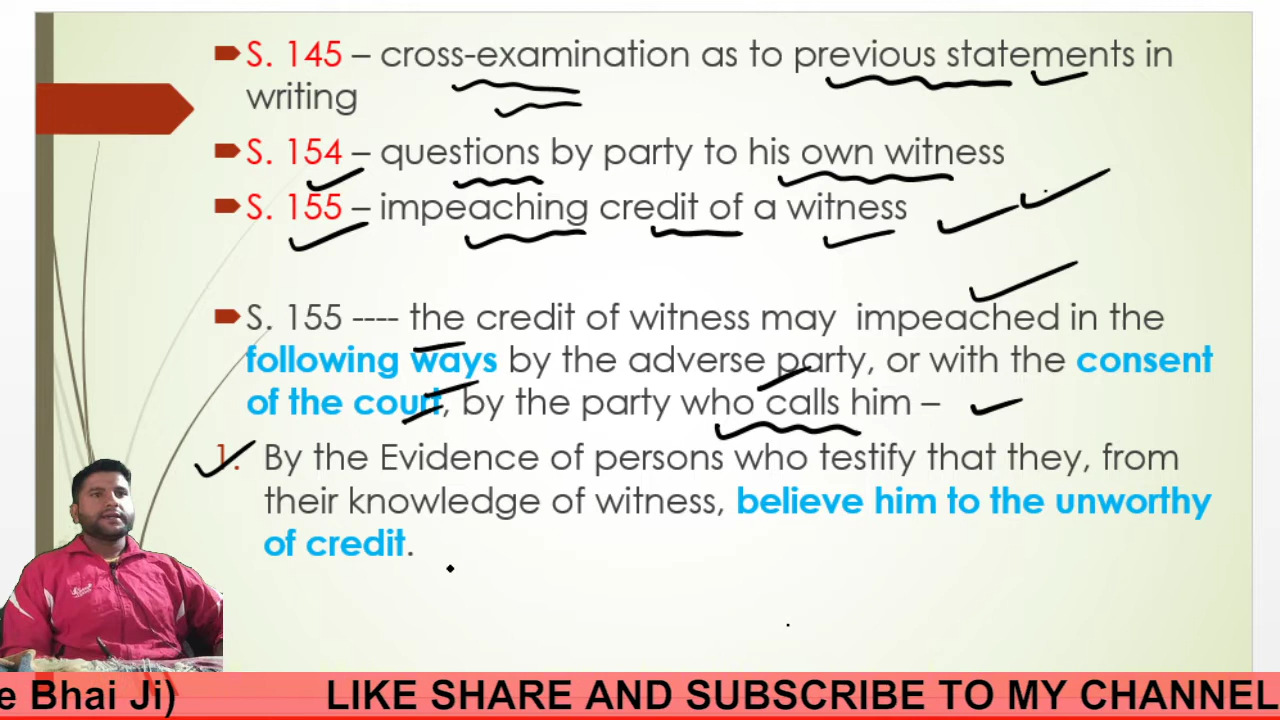 S. 145 – cross-examination as to previous statements in
writing
S. 154 – questions by party to his own witness
S. 155 – impeaching credit of a witness
S. 155 ---- the credit of witness may impeached in the
following ways by the adverse party, or with the consent
of the court, by the party who calls him –
1. By the Evidence of persons who testify that they, from
their knowledge of witness, believe him to the unworthy
of credit.
e Bhai Ji) LIKE SHARE AND SUBSCRIBE TO MY CHANNEL